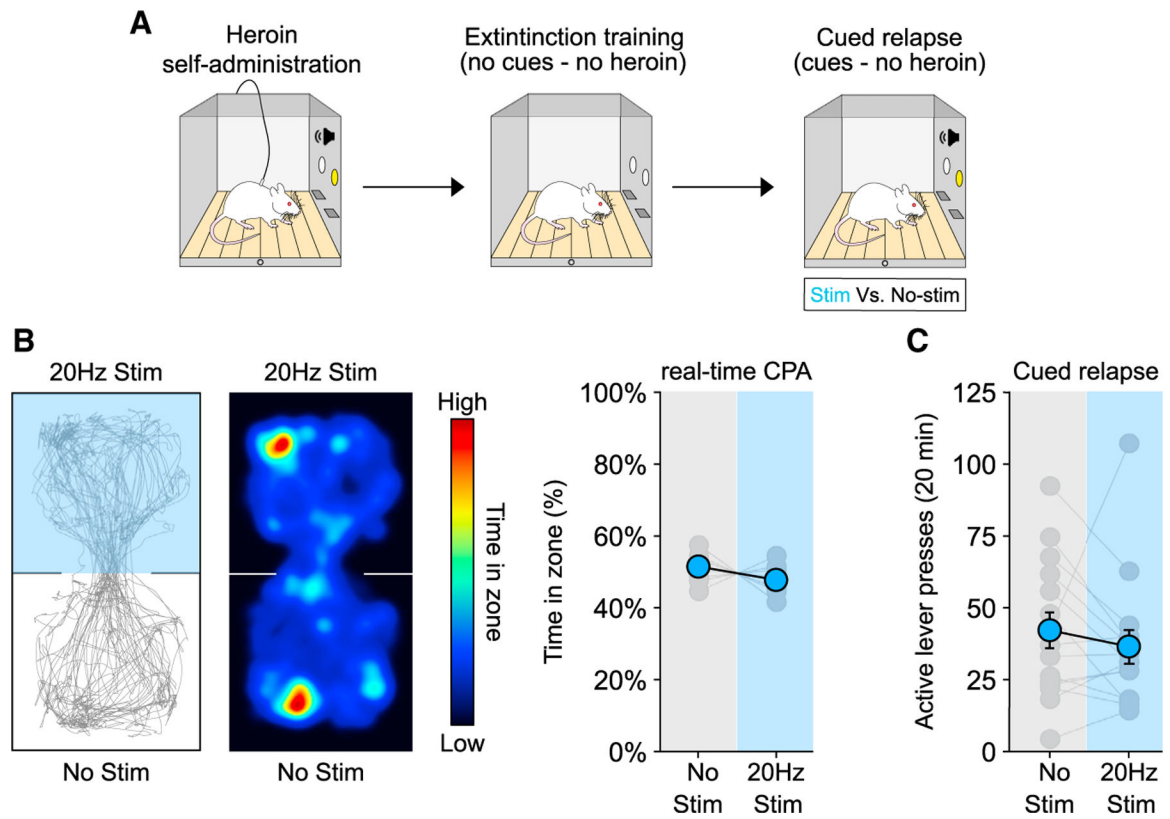 A
Heroin
self-administration
Extintinction training
(no cues - no heroin)
Cued relapse
(cues - no heroin)
Stim Vs. No-stim
B
20Hz Stim
No Stim
20Hz Stim
No Stim
High
Time in zone
Low
real-time CPA
Time in zone (%)
100%
80%
60%
40%
20%
0%
No
Stim
20Hz
Stim
C
Cued relapse
Active lever presses (20 min)
125
100
75
50
25
0
No
Stim
20Hz
Stim